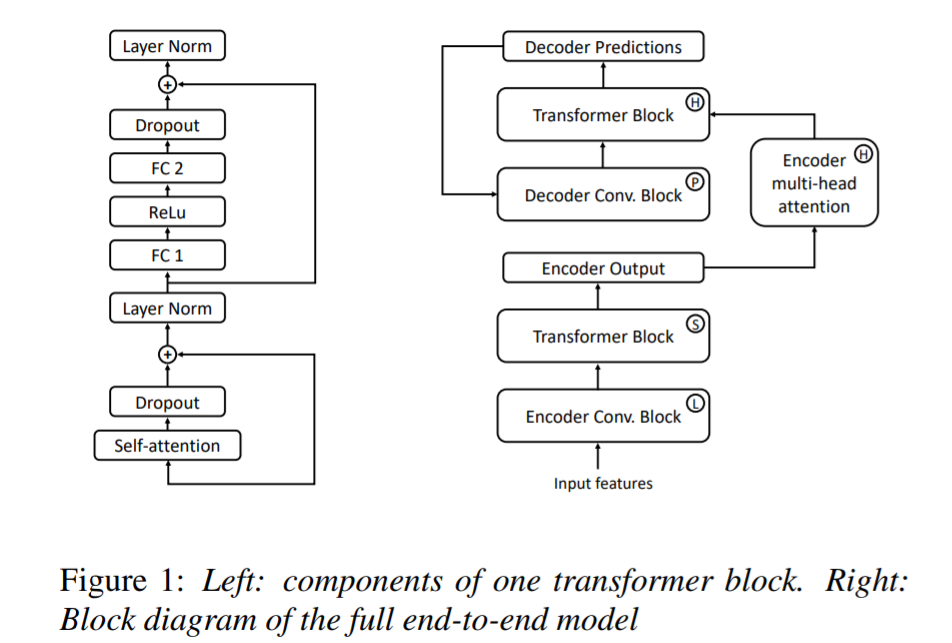 Layer Norm
+
Dropout
FC 2
ReLu
FC 1
Layer Norm
+
Dropout
Self-attention
Decoder Predictions
Transformer Block H
Decoder Conv. Block P
Encoder H
multi-head
attention
Encoder Output
Transformer Block S
Encoder Conv. Block L
Input features
Figure 1: Left: components of one transformer block. Right:
Block diagram of the full end-to-end model